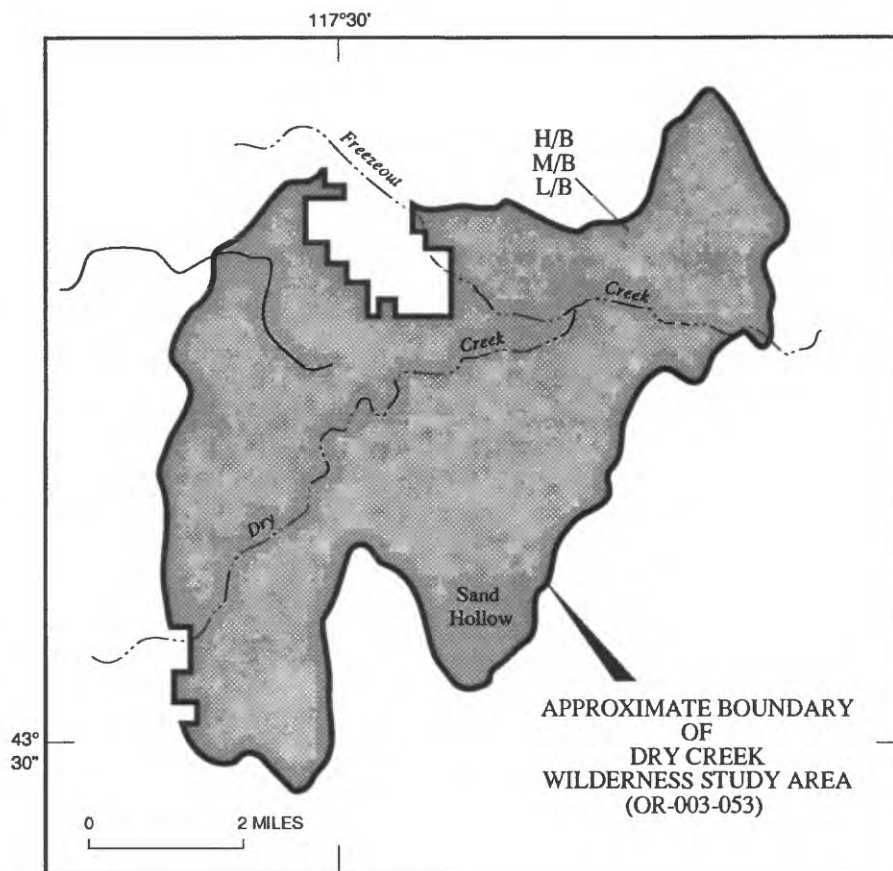 117°30'
Freezeout
H/B
M/B
L/B
Creek
Creek
Dry
Sand
Hollow
APPROXIMATE BOUNDARY
OF
DRY CREEK
WILDERNESS STUDY AREA
(OR-003-053)
43°
30"
0 2 MILES